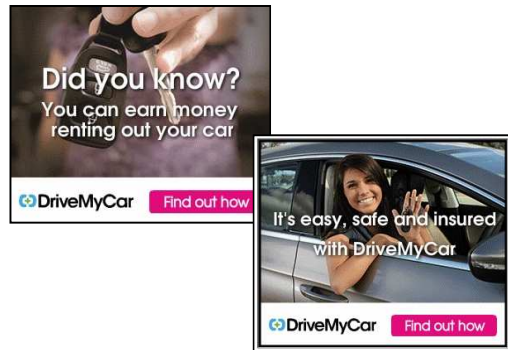 Did you know?
You can earn money
renting out your car
DriveMyCar
Find out how
It's easy, safe and insured
with DriveMyCar
DriveMyCar
Find out how